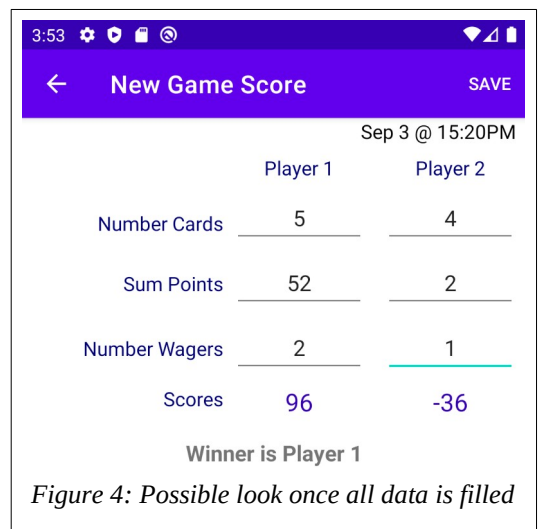 3:53
New Game Score SAVE
Sep 3 @ 15:20PM
Player 1 Player 2
Number Cards 5 4
Sum Points 52 2
Number Wagers 2 1
Scores 96 -36
Winner is Player 1
Figure 4: Possible look once all data is filled